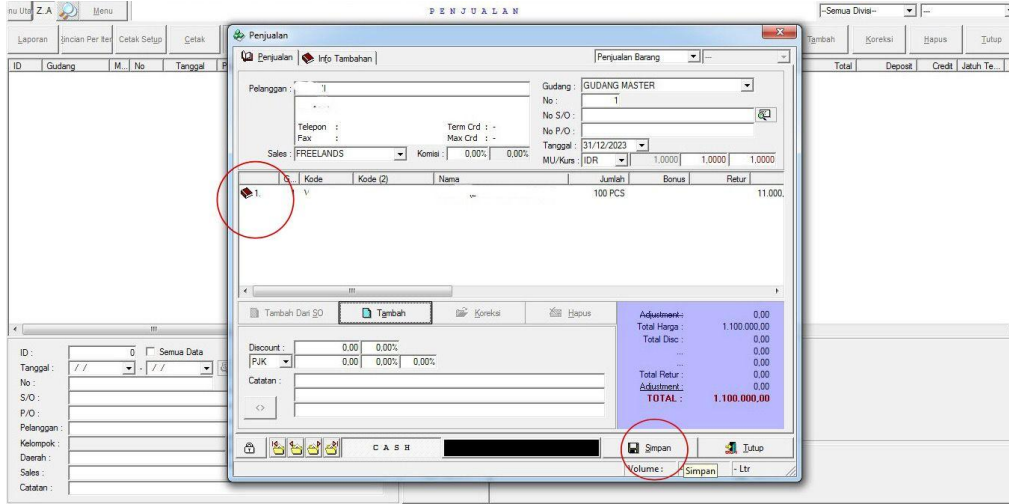 nu Uta Z.A Menu
PENJUALAN
--Semua Divisi-- --
Laporan Rincian Per Iter Cetak Setup Cetak
Tambah Koreksi Hapus Tutup
ID Gudang M... No Tanggal P
Total Deposit Credit Jatuh Te...
Penjualan
Penjualan Info Tambahan
Penjualan Barang --
Pelanggan :
Gudang : GUDANG MASTER
No : 1
No S/O :
No P/O :
Telepon : Term Crd : -
Fax : Max Crd : -
Tanggal : 31/12/2023
Sales : FREELANDS Komisi : 0,00% 0,00%
MU/Kurs : IDR 1,0000 1,0000 1,0000
G... Kode Kode (2) Nama Jumlah Bonus Retur
1. V 100 PCS 11.000,
Tambah Dari SO Tambah Koreksi Hapus
Discount : 0,00 0,00%
PJK 0,00 0,00% 0,00%
Catatan :
<>
Adjustment : 0,00
Total Harga : 1.100.000,00
Total Disc : 0,00
... 0,00
... 0,00
Total Retur : 0,00
Adjustment : 0,00
TOTAL : 1.100.000,00
CASH
Simpan Tutup
Volume : - Simpan - Ltr
ID : 0 Semua Data
Tanggal : / / - / /
No :
S/O :
P/O :
Pelanggan :
Kelompok :
Daerah :
Sales :
Catatan :